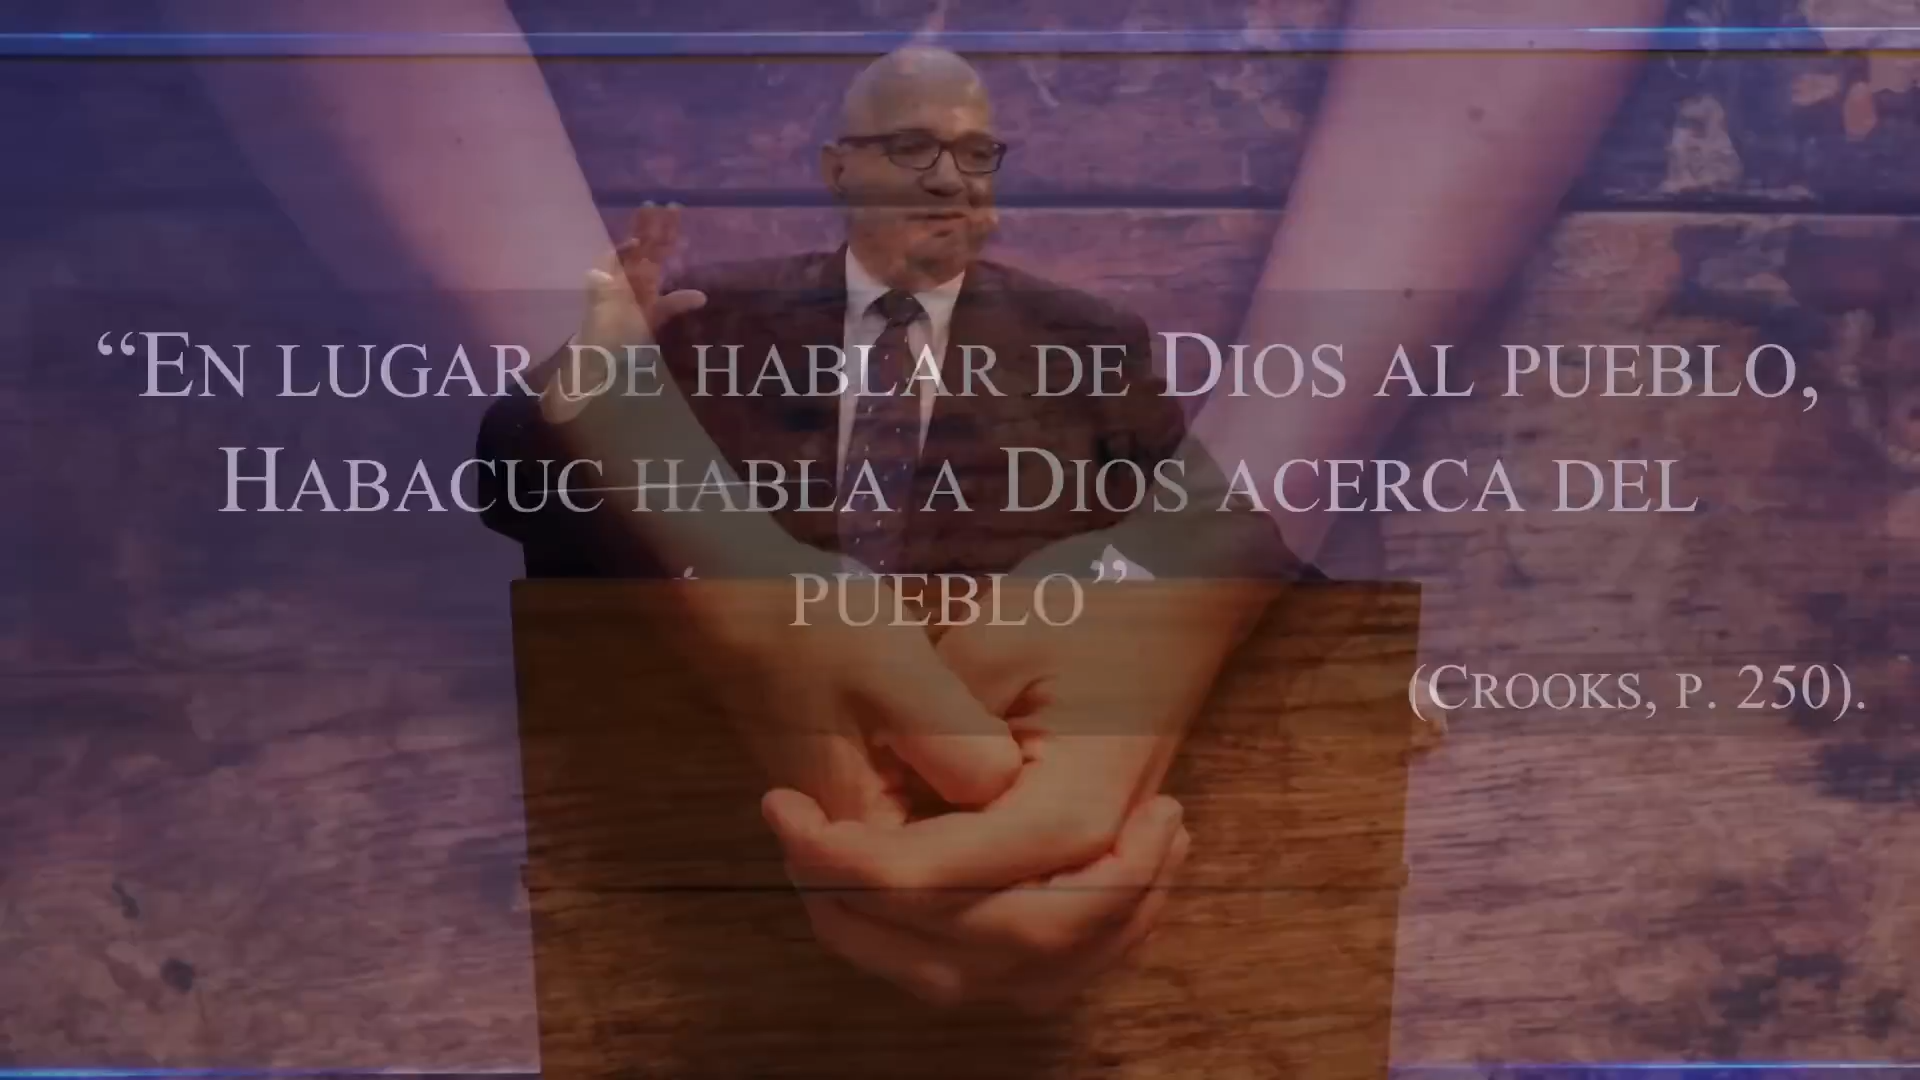 “En lugar de hablar de Dios al pueblo,
Habacuc habla a Dios acerca del
pueblo”
(Crooks, p. 250).